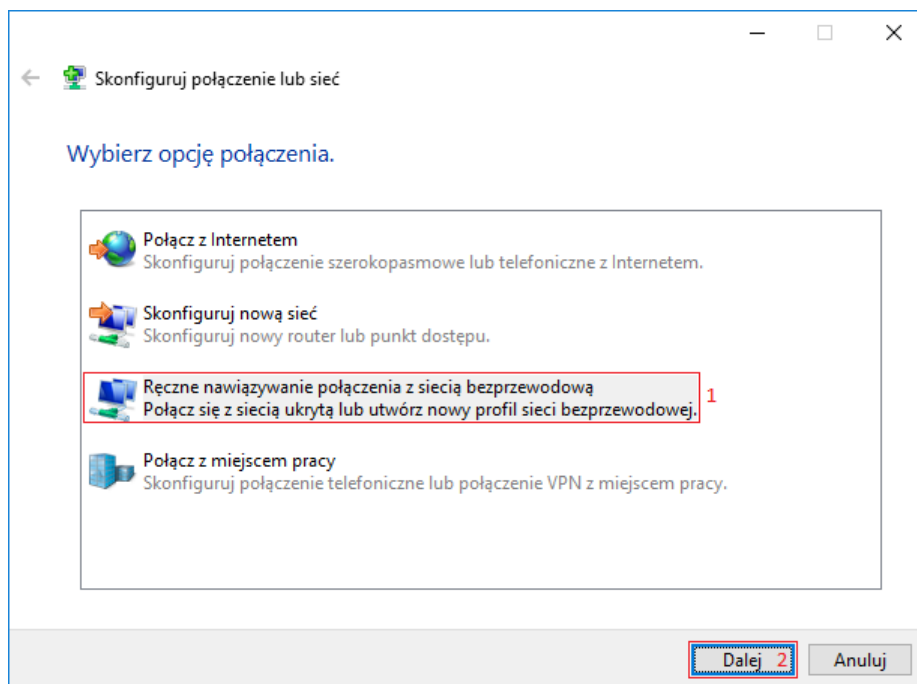 Skonfiguruj połączenie lub sieć
Wybierz opcję połączenia.
Połącz z Internetem
Skonfiguruj połączenie szerokopasmowe lub telefoniczne z Internetem.
Skonfiguruj nową sieć
Skonfiguruj nowy router lub punkt dostępu.
Ręczne nawiązywanie połączenia z siecią bezprzewodową
Połącz się z siecią ukrytą lub utwórz nowy profil sieci bezprzewodowej.
1
Połącz z miejscem pracy
Skonfiguruj połączenie telefoniczne lub połączenie VPN z miejscem pracy.
Dalej 2
Anuluj